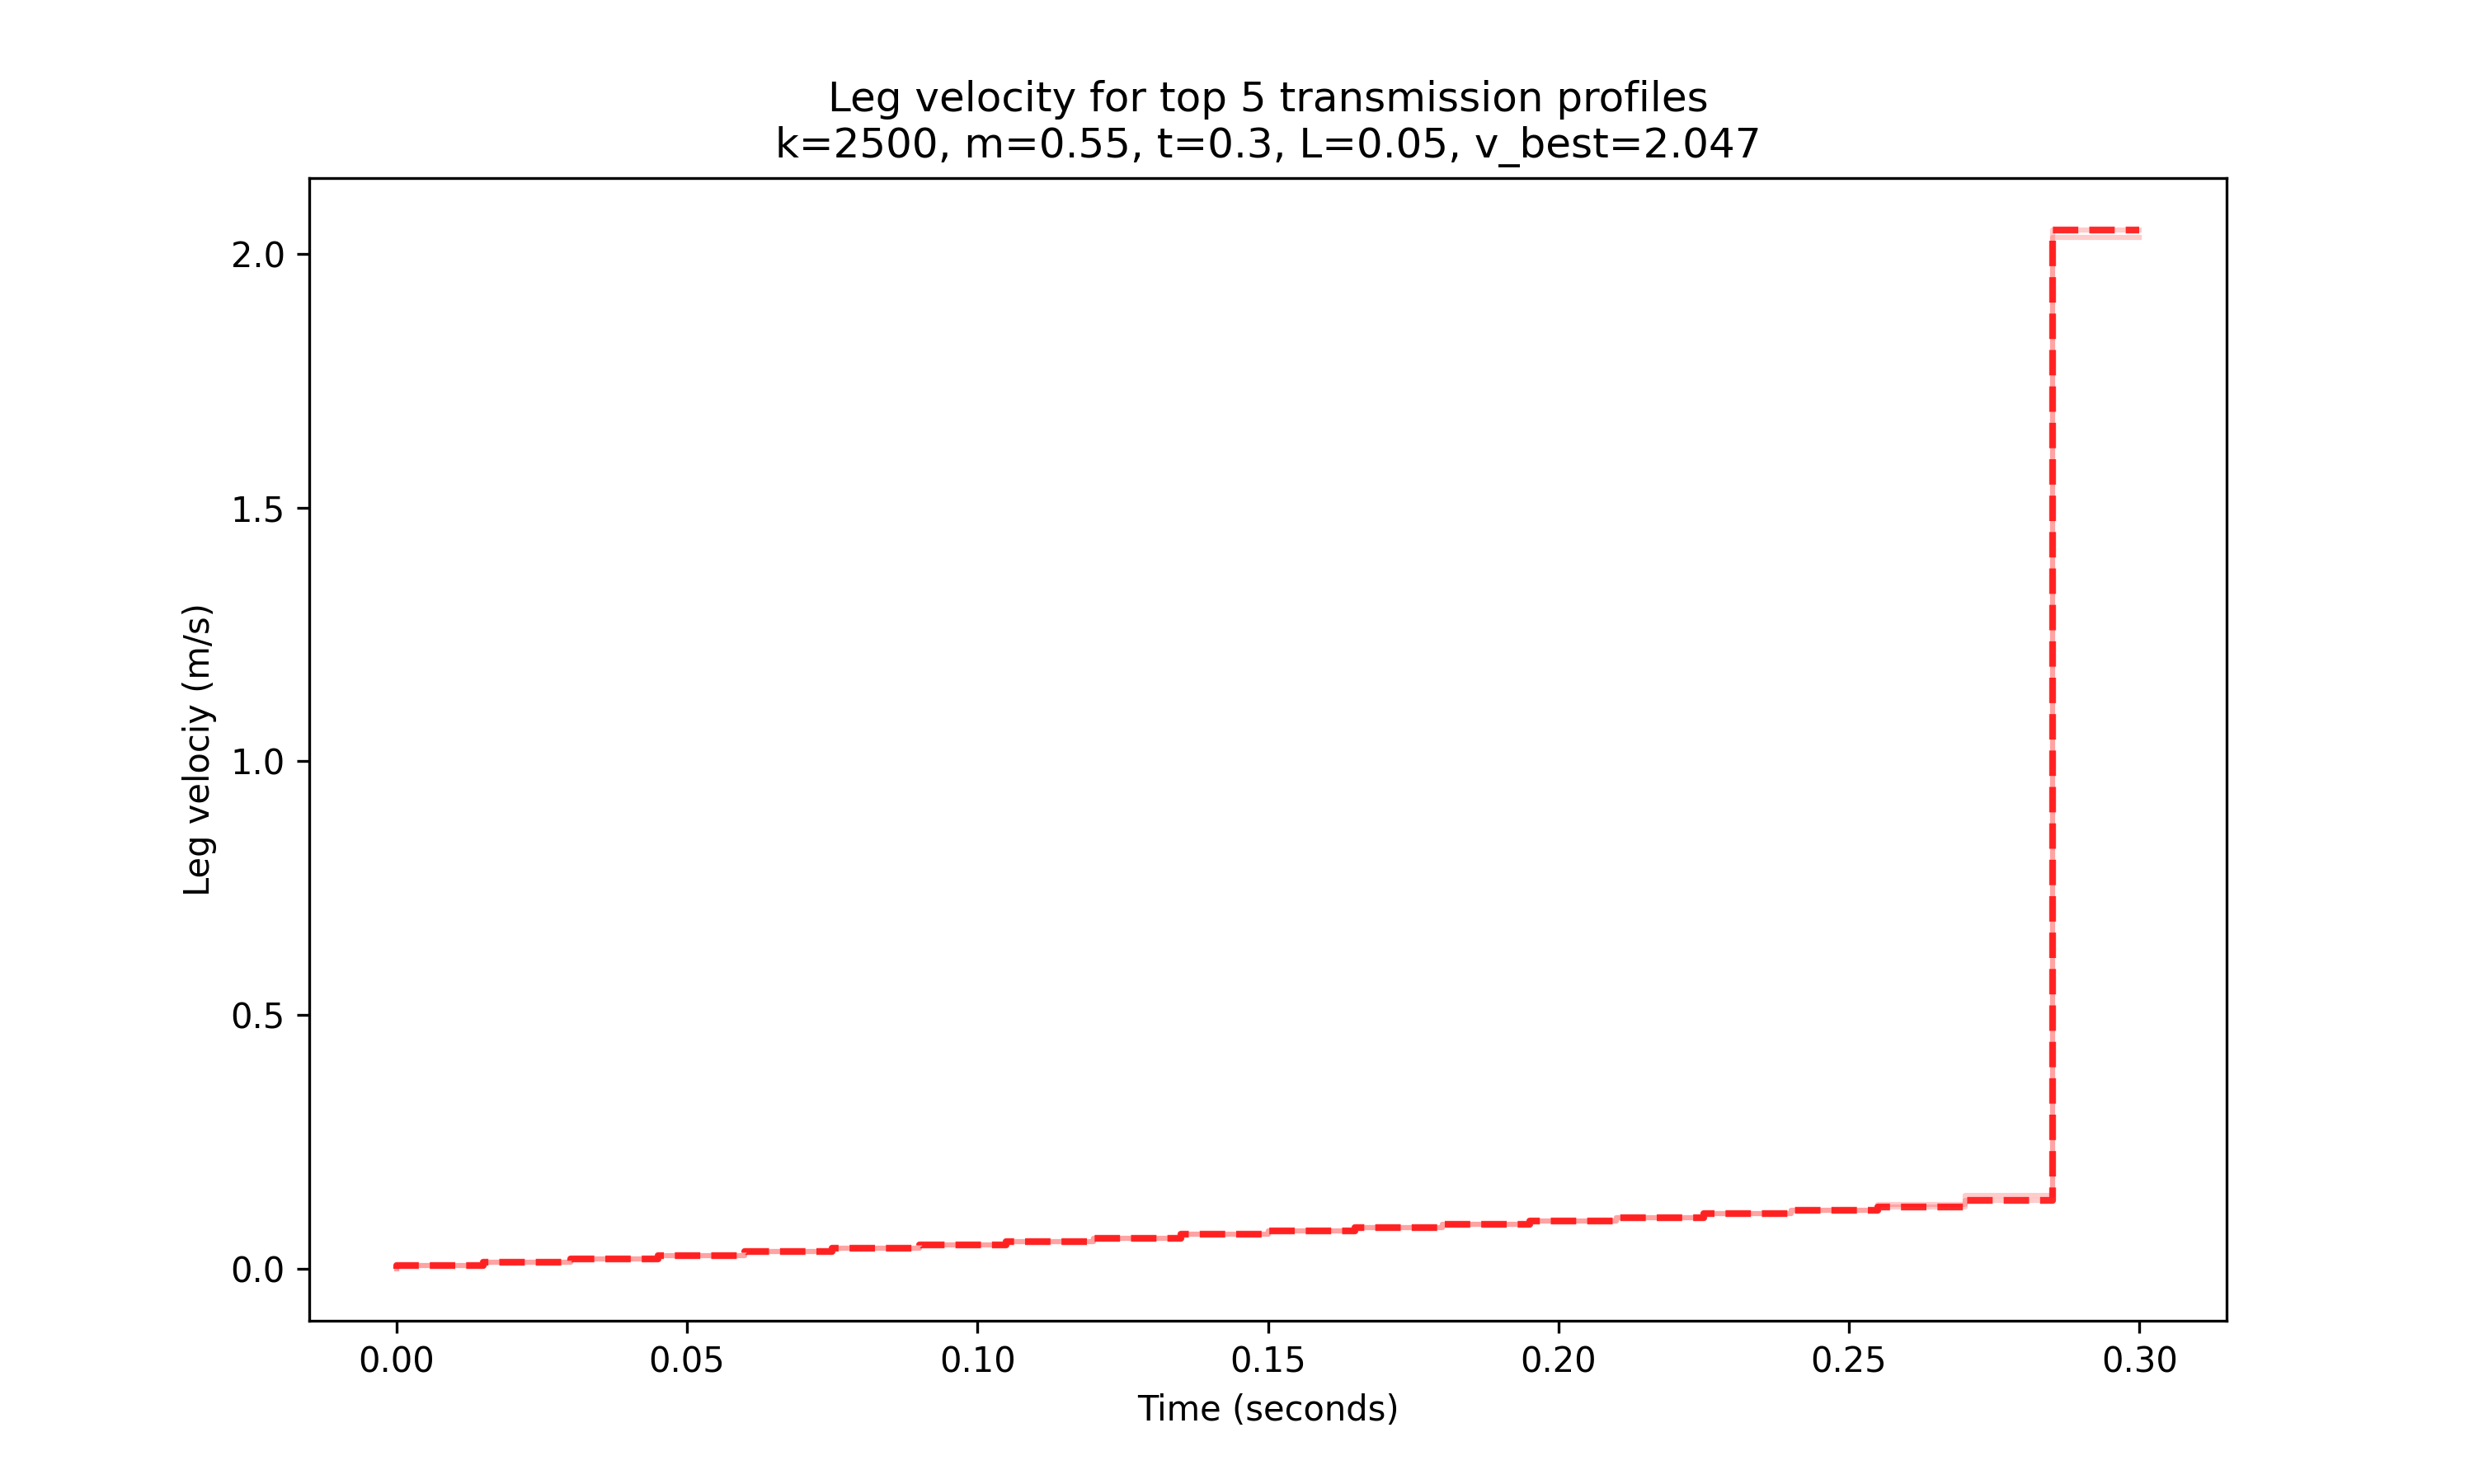 Leg velocity for top 5 transmission profiles
k=2500, m=0.55, t=0.3, L=0.05, v_best=2.047
2.0
1.5
1.0
0.5
0.0
Leg velociy (m/s)
0.00 0.05 0.10 0.15 0.20 0.25 0.30
Time (seconds)